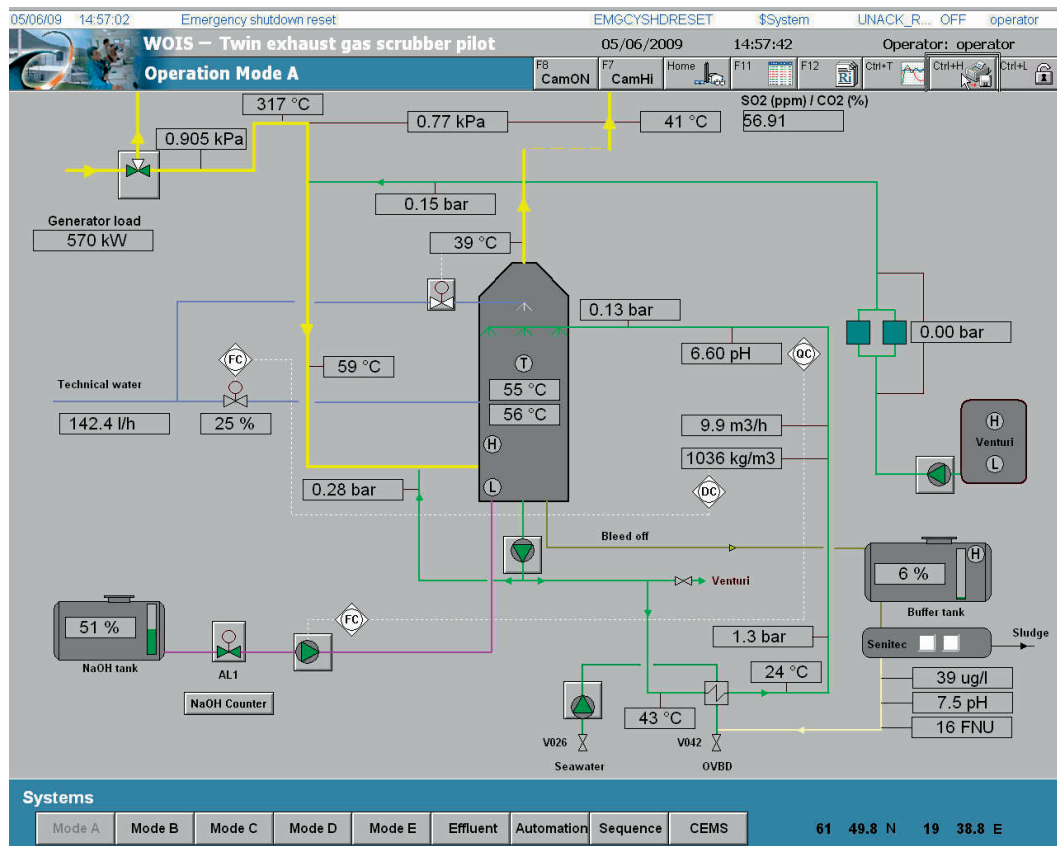 05/06/09 14:57:02 Emergency shutdown reset EMGCYSHDRESET $System UNACK_R... OFF operator
WOIS – Twin exhaust gas scrubber pilot 05/06/2009 14:57:42 Operator: operator
Operation Mode A F8 CamON F7 CamHi Home F11 F12 Ri Ctrl+T Ctrl+H Ctrl+L
317 °C
0.77 kPa
41 °C
SO2 (ppm) / CO2 (%)
56.91
0.905 kPa
0.15 bar
Generator load
570 kW
39 °C
0.13 bar
0.00 bar
6.60 pH
QC
FC
59 °C
T
55 °C
56 °C
Technical water
142.4 l/h
25 %
9.9 m3/h
1036 kg/m3
H
L
H
Venturi
L
0.28 bar
DC
Bleed off
H
6 %
Buffer tank
Venturi
51 %
NaOH tank
FC
AL1
NaOH Counter
1.3 bar
Senitec
Sludge
24 °C
39 ug/l
7.5 pH
16 FNU
43 °C
V026
V042
Seawater
OVBD
Systems
Mode A Mode B Mode C Mode D Mode E Effluent Automation Sequence CEMS 61 49.8 N 19 38.8 E